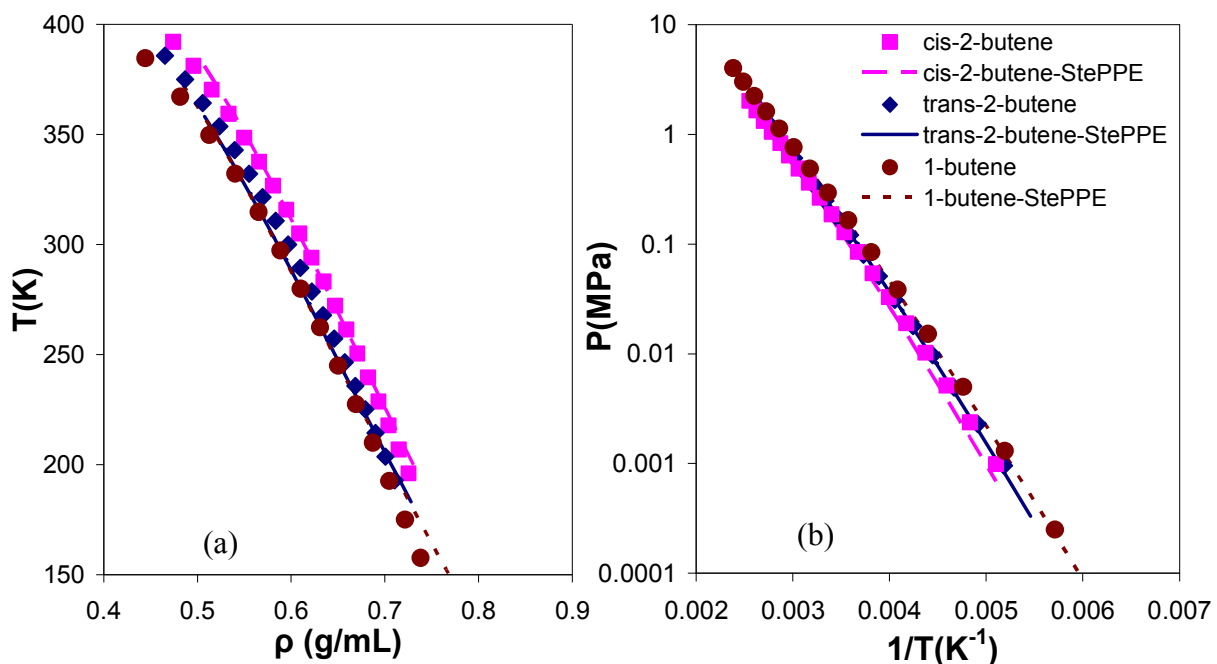 T(K)
400
350
300
250
200
150
0.4 0.5 0.6 0.7 0.8 0.9
ρ (g/mL)
(a)
P(MPa)
10
1
0.1
0.01
0.001
0.0001
0.002 0.003 0.004 0.005 0.006 0.007
1/T(K⁻¹)
(b)
cis-2-butene
cis-2-butene-StePPE
trans-2-butene
trans-2-butene-StePPE
1-butene
1-butene-StePPE